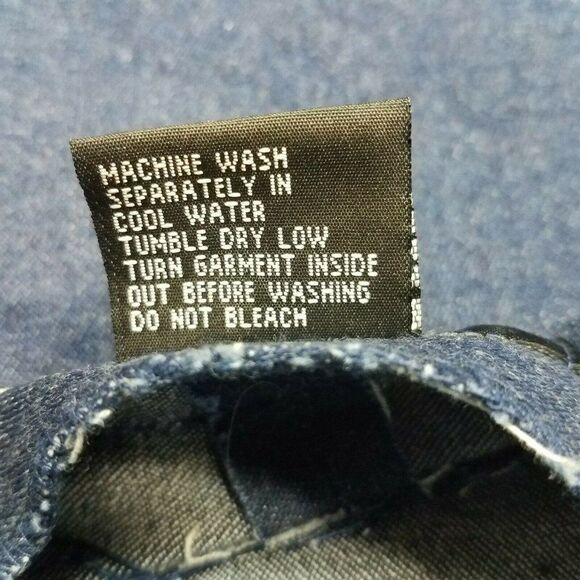 MACHINE WASH
SEPARATELY IN
COOL WATER
TUMBLE DRY LOW
TURN GARMENT INSIDE
OUT BEFORE WASHING
DO NOT BLEACH